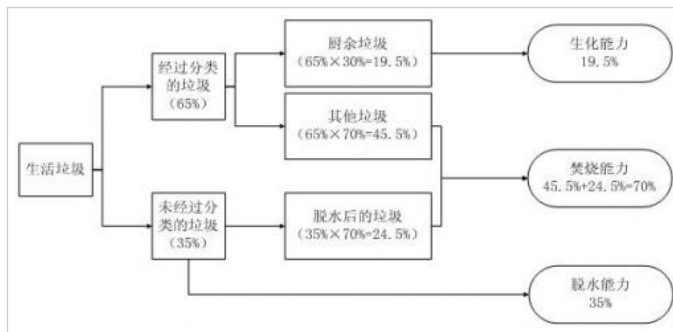 生活垃圾
经过分类
的垃圾
(65%)
未经过分
类的垃圾
(35%)
厨余垃圾
(65%×30%=19.5%)
其他垃圾
(65%×70%=45.5%)
脱水后的垃圾
(35%×70%=24.5%)
生化能力
19.5%
焚烧能力
45.5%+24.5%=70%
脱水能力
35%